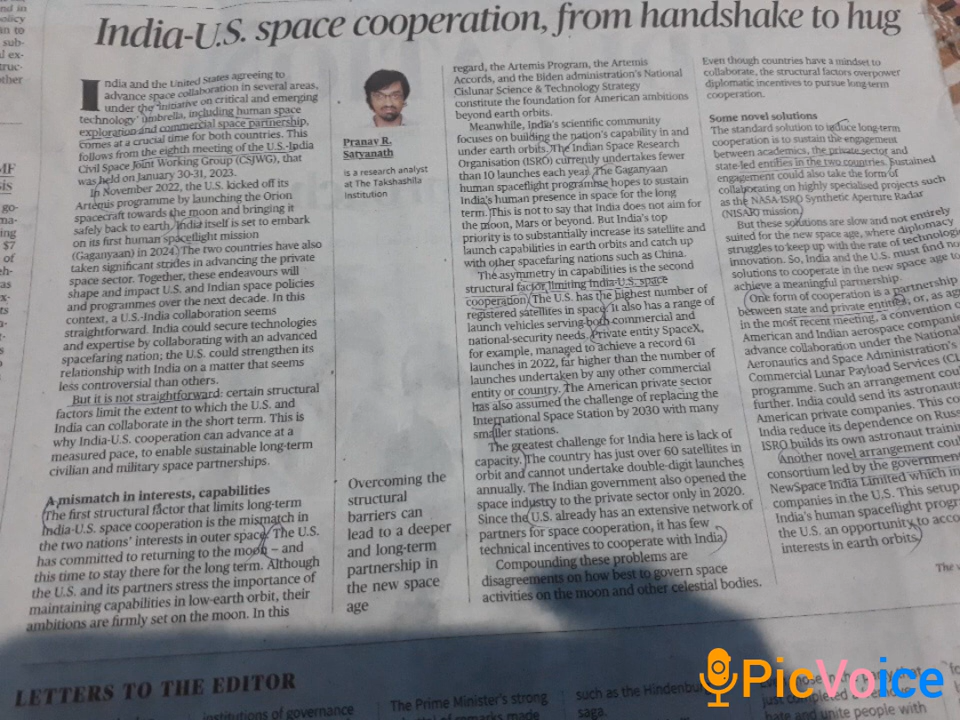 India-U.S. space cooperation, from handshake to hug
India and the United States agreeing to
advance space collaboration in several areas,
under the 'initiative on critical and emerging
technology' umbrella, including human space
exploration and commercial space partnership,
comes at a crucial time for both countries. This
follows from the eighth meeting of the U.S.-India
Civil Space Joint Working Group (CSJWG), that
was held on January 30-31, 2023.
In November 2022, the U.S. kicked off its
Artemis programme by launching the Orion
spacecraft towards the moon and bringing it
safely back to earth. India itself is set to embark
on its first human spaceflight mission
(Gaganyaan) in 2024. The two countries have also
taken significant strides in advancing the private
space sector. Together, these endeavours will
shape and impact U.S. and Indian space policies
and programmes over the next decade. In this
context, a U.S.-India collaboration seems
straightforward. India could secure technologies
and expertise by collaborating with an advanced
spacefaring nation; the U.S. could strengthen its
relationship with India on a matter that seems
less controversial than others.
But it is not straightforward: certain structural
factors limit the extent to which the U.S. and
India can collaborate in the short term. This is
why India-U.S. cooperation can advance at a
measured pace, to enable sustainable long-term
civilian and military space partnerships.
A mismatch in interests, capabilities
The first structural factor that limits long-term
India-U.S. space cooperation is the mismatch in
the two nations' interests in outer space. The U.S.
has committed to returning to the moon – and
this time to stay there for the long term. Although
the U.S. and its partners stress the importance of
maintaining capabilities in low-earth orbit, their
ambitions are firmly set on the moon. In this
Pranav R.
Satyanath
is a research analyst
at The Takshashila
Institution
Overcoming the
structural
barriers can
lead to a deeper
and long-term
partnership in
the new space
age
regard, the Artemis Program, the Artemis
Accords, and the Biden administration's National
Cislunar Science & Technology Strategy
constitute the foundation for American ambitions
beyond earth orbits.
Meanwhile, India's scientific community
focuses on building the nation's capability in and
under earth orbits. The Indian Space Research
Organisation (ISRO) currently undertakes fewer
than 10 launches each year. The Gaganyaan
human spaceflight programme hopes to sustain
India's human presence in space for the long
term. This is not to say that India does not aim for
the moon, Mars or beyond. But India's top
priority is to substantially increase its satellite and
launch capabilities in earth orbits and catch up
with other spacefaring nations such as China.
The asymmetry in capabilities is the second
structural factor limiting India-U.S. space
cooperation. The U.S. has the highest number of
registered satellites in space. It also has a range of
launch vehicles serving both commercial and
national-security needs. Private entity SpaceX,
for example, managed to achieve a record 61
launches in 2022, far higher than the number of
launches undertaken by any other commercial
entity or country. The American private sector
has also assumed the challenge of replacing the
International Space Station by 2030 with many
smaller stations.
The greatest challenge for India here is lack of
capacity. The country has just over 60 satellites in
orbit and cannot undertake double-digit launches
annually. The Indian government also opened the
space industry to the private sector only in 2020.
Since the U.S. already has an extensive network of
partners for space cooperation, it has few
technical incentives to cooperate with India.
Compounding these problems are
disagreements on how best to govern space
activities on the moon and other celestial bodies.
Even though countries have a mindset to
collaborate, the structural factors overpower
diplomatic incentives to pursue long-term
cooperation.
Some novel solutions
The standard solution to induce long-term
cooperation is to sustain the engagement
between academics, the private sector and
state-led entities in the two countries. Sustained
engagement could also take the form of
collaborating on highly specialised projects such
as the NASA-ISRO Synthetic Aperture Radar
(NISAR) mission.
But these solutions are slow and not entirely
suited for the new space age, where diplomacy
struggles to keep up with the rate of
innovation. So, India and the U.S. must find
solutions to cooperate in the new space age to
achieve a meaningful partnership.
One form of cooperation is a partnership
between state and private entities, or, as
in the most recent meeting, a convention
American and Indian aerospace
advance collaboration under the National
Aeronautics and Space Administration's
Commercial Lunar Payload Services
programme. Such an arrangement
further. India could send its astronauts
American private companies. This
India reduce its dependence on
ISRO builds its own astronaut
Another novel arrangement
consortium led by the government
NewSpace India Limited which
companies in the U.S. This setup
India's human spaceflight
the U.S. an opportunity to
interests in earth orbits.
LETTERS TO THE EDITOR
institutions of governance
The Prime Minister's strong
such as the Hindenburg
saga.
PicVoice